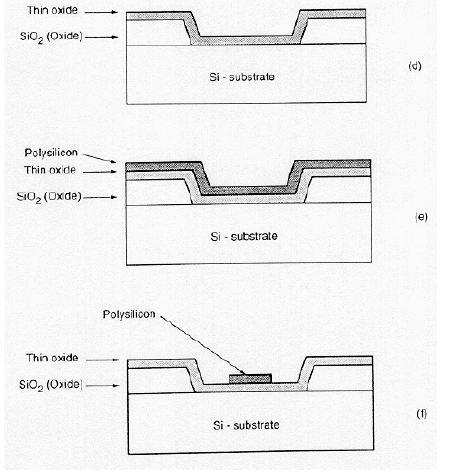 Thin oxide
SiO2 (Oxide)
Si - substrate
(d)
Polysilicon
Thin oxide
SiO2 (Oxide)
Si - substrate
(e)
Polysilicon
Thin oxide
SiO2 (Oxide)
Si - substrate
(f)